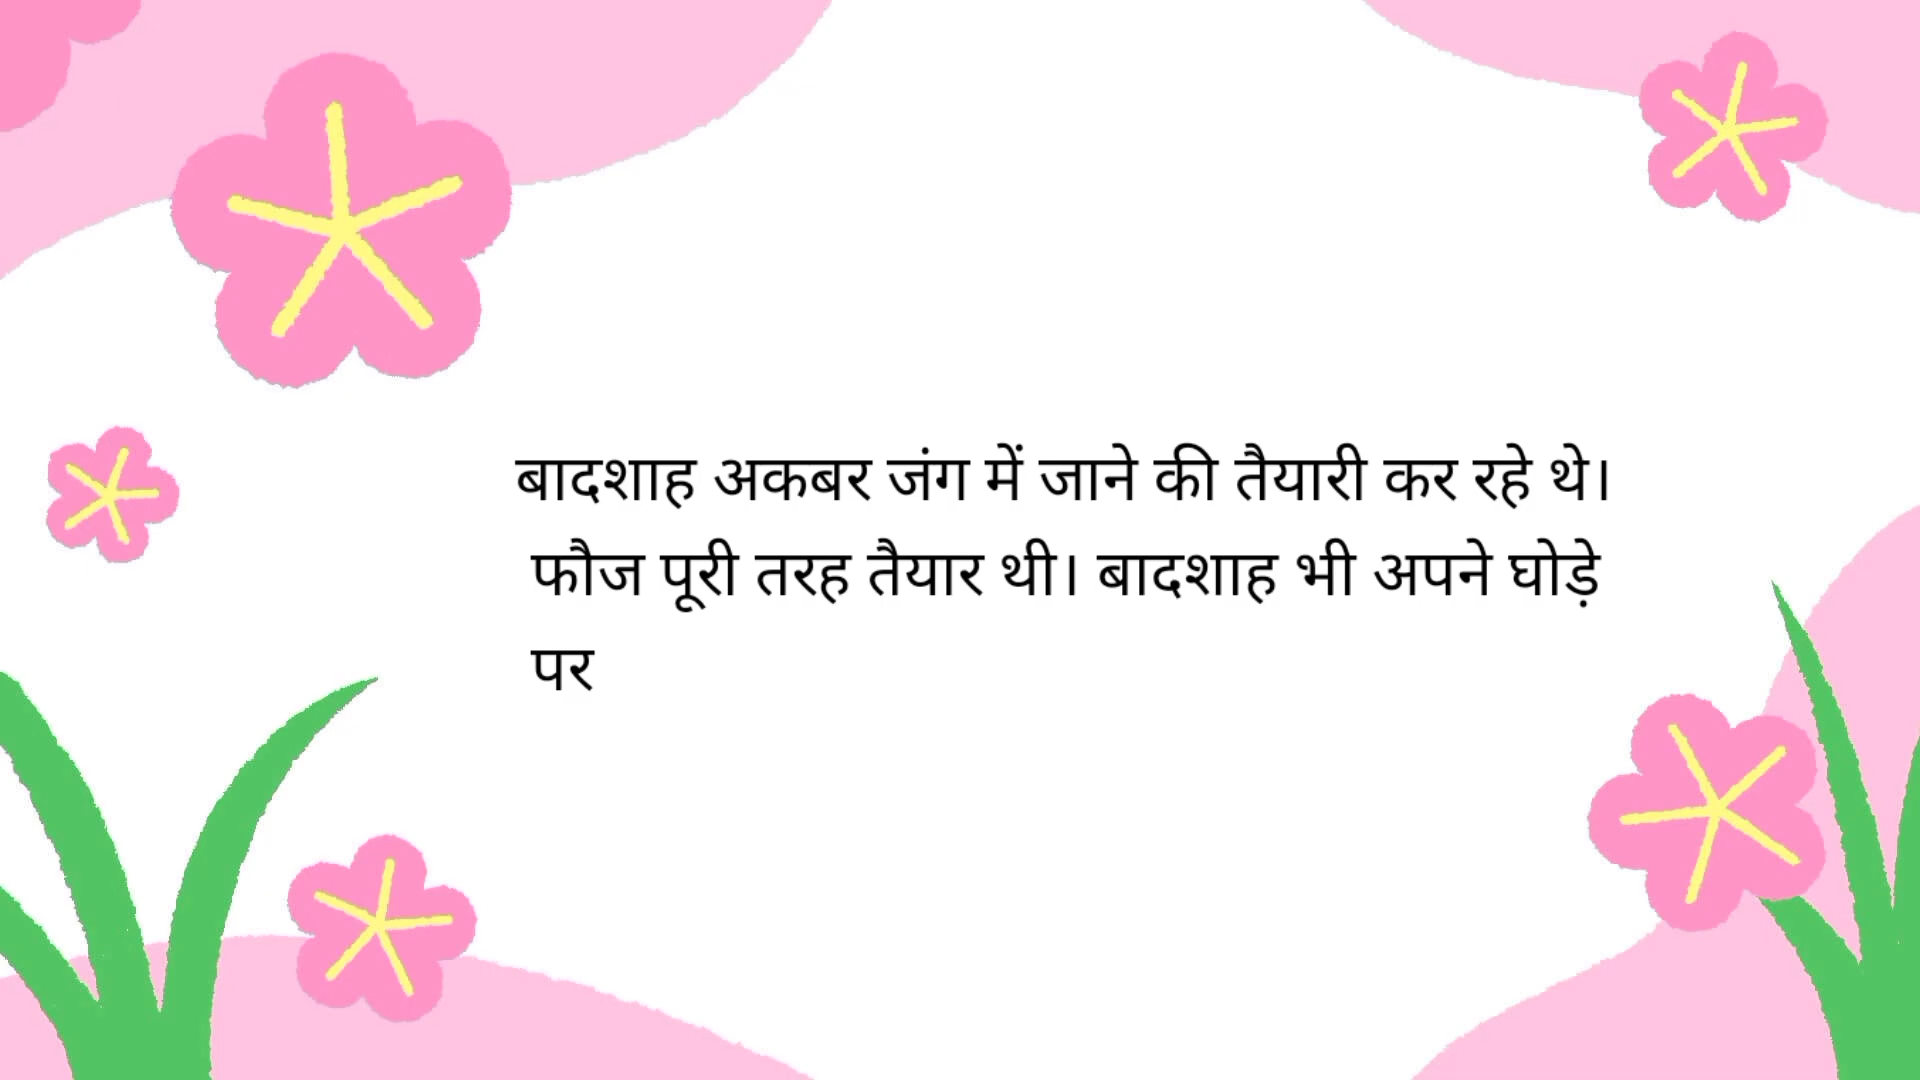 बादशाह अकबर जंग में जाने की तैयारी कर रहे थे।
फौज पूरी तरह तैयार थी। बादशाह भी अपने घोड़े
पर